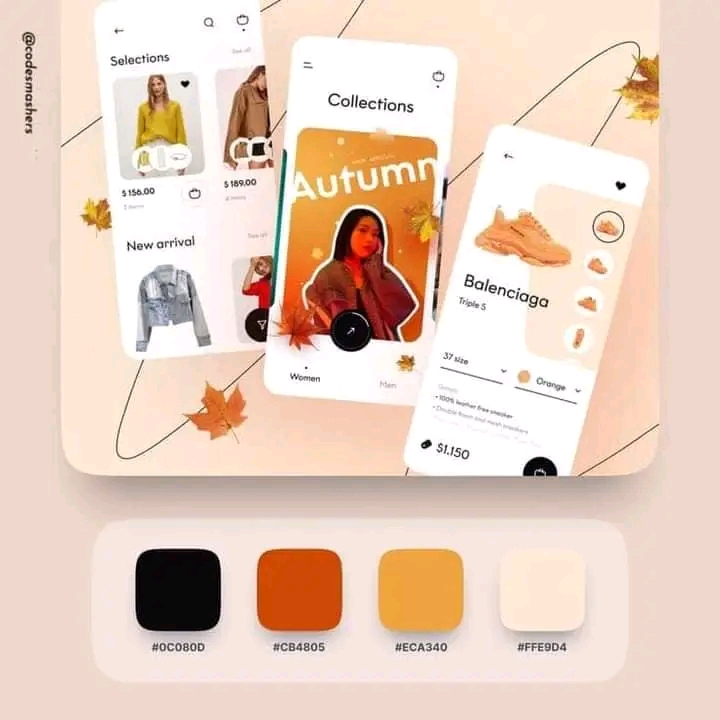 @codesmashers
Selections
See all
$ 156.00
$ 189.00
New arrival
See all
Collections
Autumn
Women
Men
Balenciaga
Triple S
37 size
Orange
• 100% leather free sneaker
• Double foam and mesh sneakers
$1.150
#0C080D
#CB4805
#ECA340
#FFE9D4